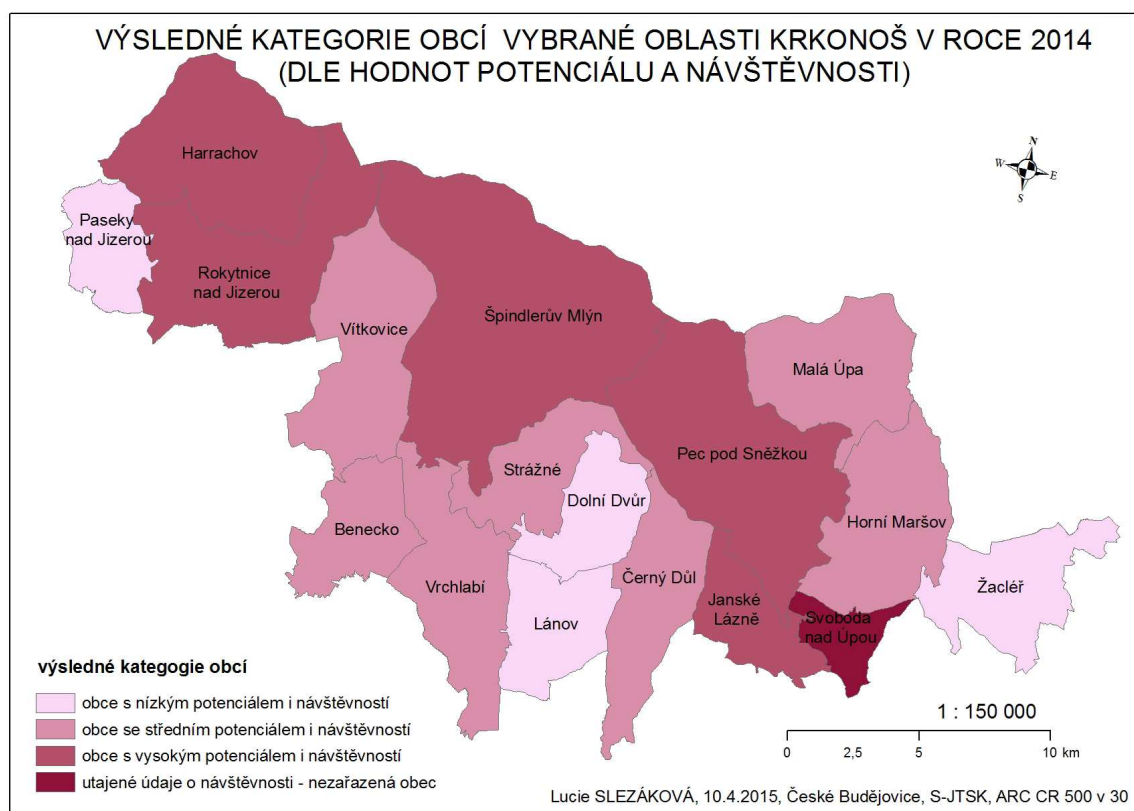 VÝSLEDNÉ KATEGORIE OBCÍ VYBRANÉ OBLASTI KRKONOŠ V ROCE 2014
(DLE HODNOT POTENCIÁLU A NÁVŠTĚVNOSTI)
N
W
E
S
Harrachov
Paseky
nad Jizerou
Rokytnice
nad Jizerou
Vítkovice
Špindlerův Mlýn
Malá Úpa
Pec pod Sněžkou
Strážné
Dolní Dvůr
Horní Maršov
Benecko
Vrchlabí
Černý Důl
Žacléř
Janské
Lázně
Lánov
Svoboda
nad Úpou
výsledné kategogie obcí
obce s nízkým potenciálem i návštěvností
obce se středním potenciálem i návštěvností
obce s vysokým potenciálem i návštěvností
utajené údaje o návštěvnosti - nezařazená obec
1 : 150 000
0 2,5 5 10 km
Lucie SLEZÁKOVÁ, 10.4.2015, České Budějovice, S-JTSK, ARC CR 500 v 30